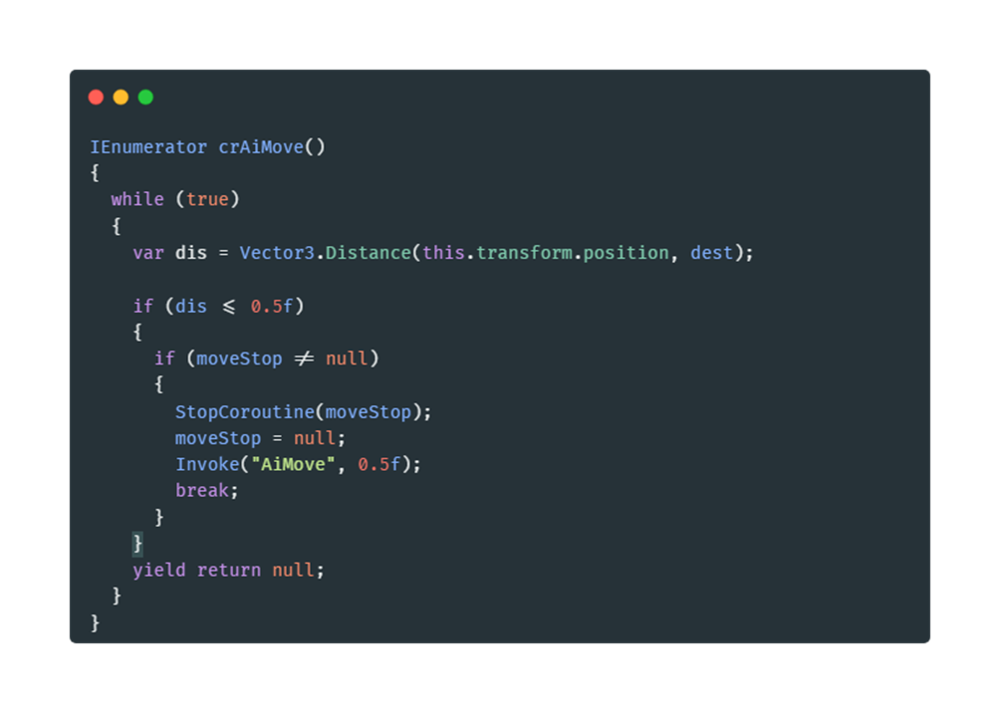 IEnumerator crAiMove()
{
while (true)
{
var dis = Vector3.Distance(this.transform.position, dest);
if (dis ≤ 0.5f)
{
if (moveStop ≠ null)
{
StopCoroutine(moveStop);
moveStop = null;
Invoke("AiMove", 0.5f);
break;
}
}
yield return null;
}
}